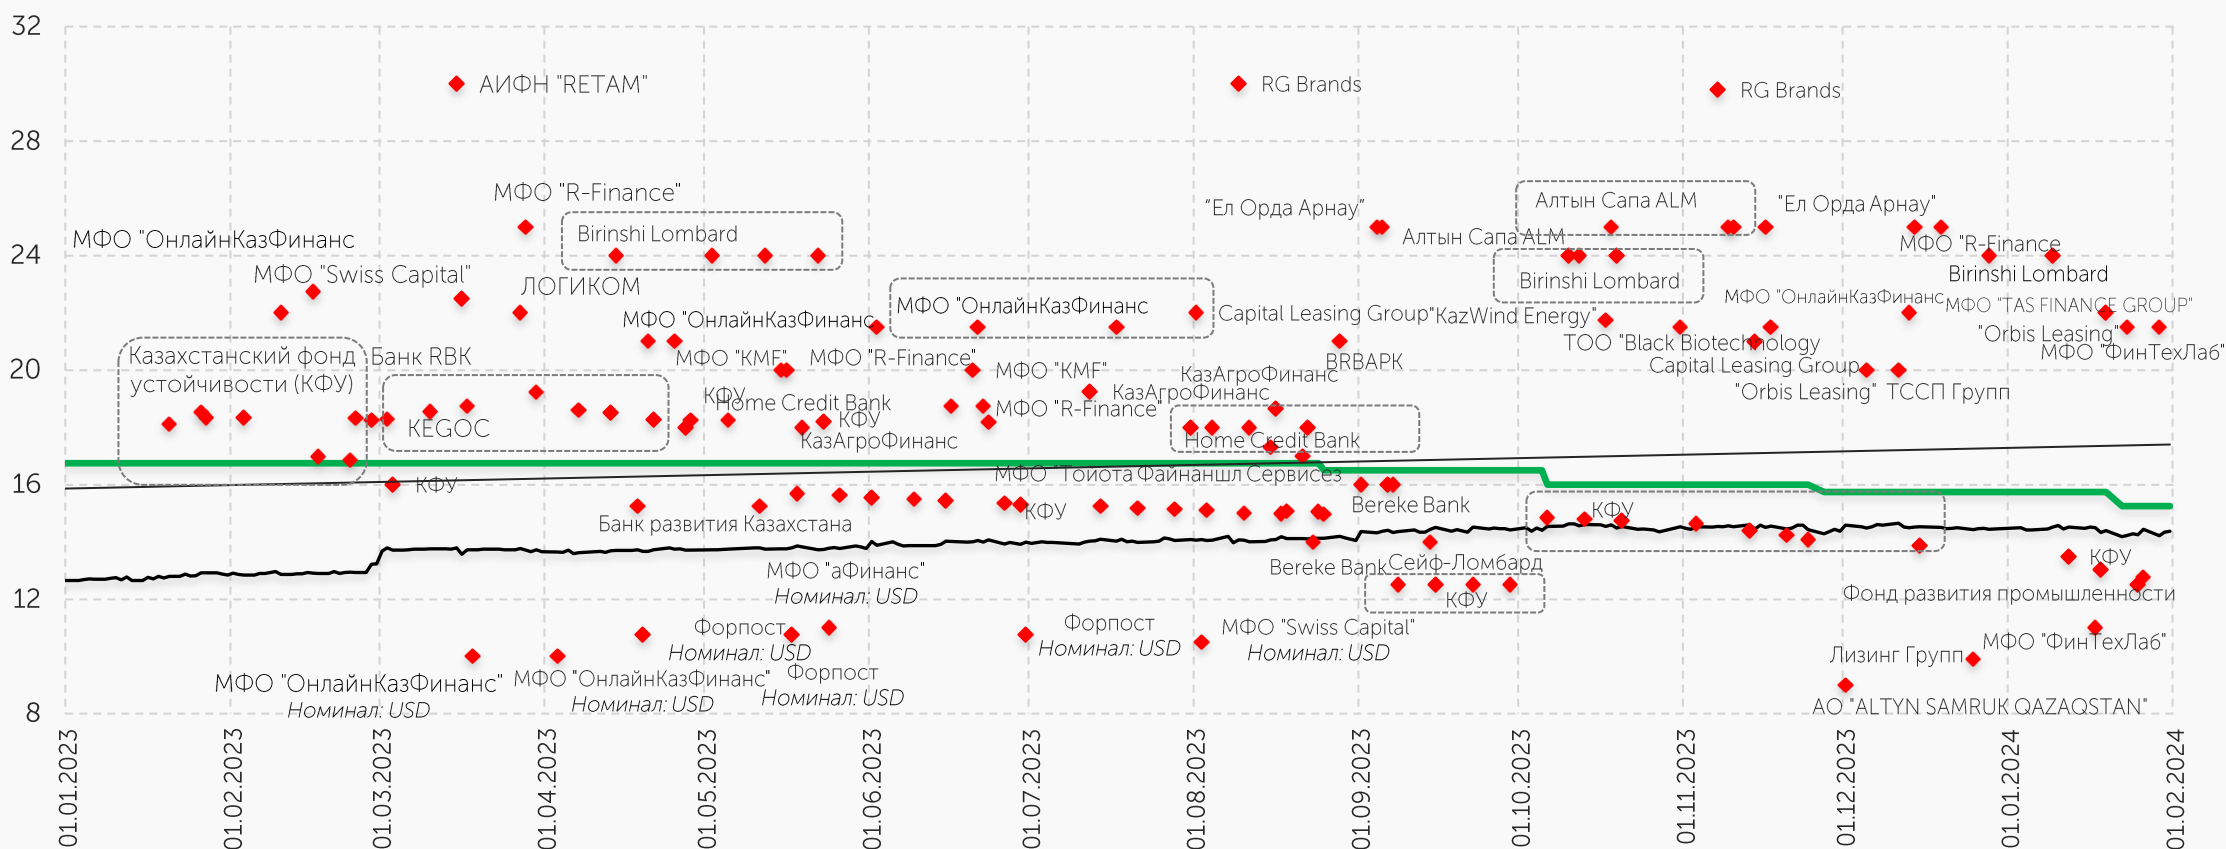 32
АИФН "RETAM"
RG Brands
RG Brands
28
МФО "R-Finance"
Алтын Сапа ALM
“Ел Орда Арнау”
"Ел Орда Арнау"
Birinshi Lombard
МФО "ОнлайнКазФинанс
Алтын Сапа ALM
МФО "R-Finance
24
МФО "Swiss Capital"
Birinshi Lombard
Birinshi Lombard
ЛОГИКОМ
МФО "ОнлайнКазФинанс
МФО "ОнлайнКазФинанс
МФО "TAS FINANCE GROUP"
МФО "ОнлайнКазФинанс
Capital Leasing Group
"KazWind Energy"
"Orbis Leasing"
ТОО "Black Biotechnology
МФО "ФинТехЛаб"
Казахстанский фонд
устойчивости (КФУ)
Банк RBK
МФО "KMF"
МФО "R-Finance"
BRBAPK
Capital Leasing Group
20
МФО "KMF"
КазАгроФинанс
КазАгроФинанс
"Orbis Leasing"
ТССП Групп
КФУ
Home Credit Bank
МФО "R-Finance"
КФУ
KEGOC
КазАгроФинанс
Home Credit Bank
МФО "Тойота Файнаншл Сервисез
16
КФУ
Bereke Bank
КФУ
КФУ
Банк развития Казахстана
КФУ
Bereke Bank
Сейф-Ломбард
МФО "аФинанс"
Номинал: USD
КФУ
Фонд развития промышленности
12
Форпост
Номинал: USD
Форпост
Номинал: USD
МФО "Swiss Capital"
Номинал: USD
МФО "ФинТехЛаб"
Лизинг Групп
МФО "ОнлайнКазФинанс"
Номинал: USD
МФО "ОнлайнКазФинанс"
Номинал: USD
Форпост
Номинал: USD
АО "ALTYN SAMRUK QAZAQSTAN"
8
01.01.2023
01.02.2023
01.03.2023
01.04.2023
01.05.2023
01.06.2023
01.07.2023
01.08.2023
01.09.2023
01.10.2023
01.11.2023
01.12.2023
01.01.2024
01.02.2024